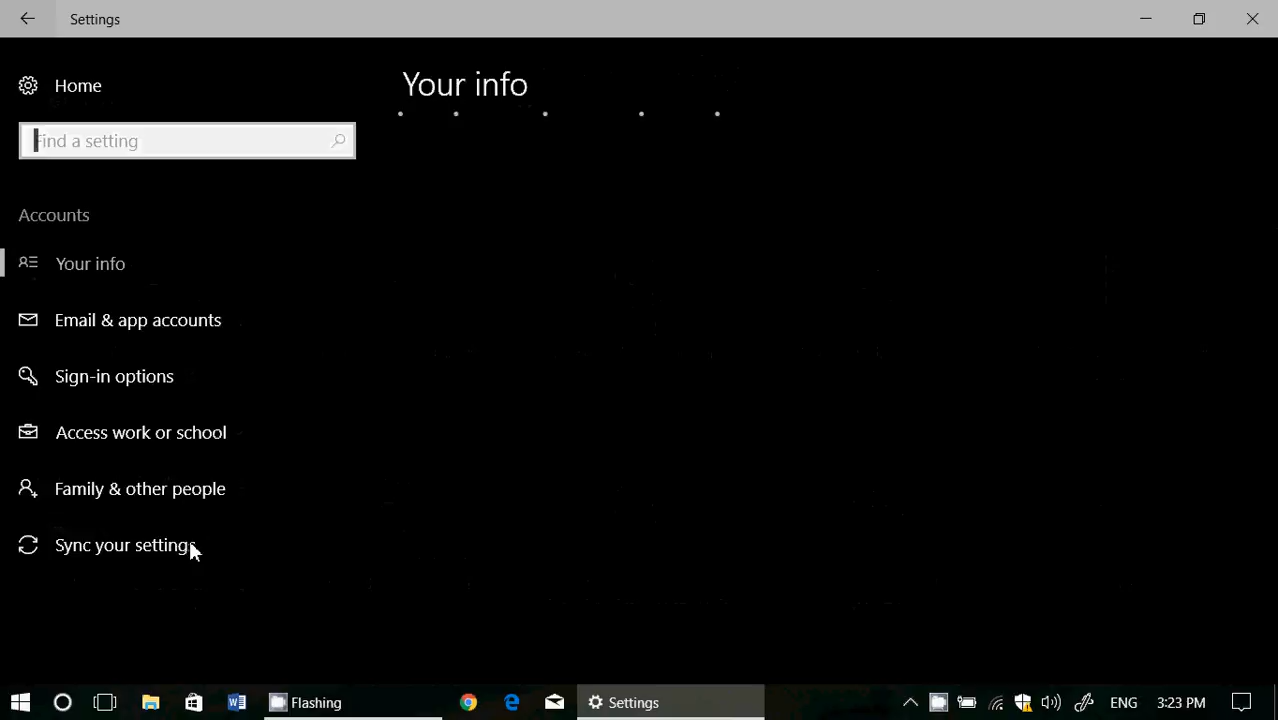 Settings
Home
Your info
Find a setting
Accounts
Your info
Email & app accounts
Sign-in options
Access work or school
Family & other people
Sync your settings
Flashing
Settings
ENG
3:23 PM